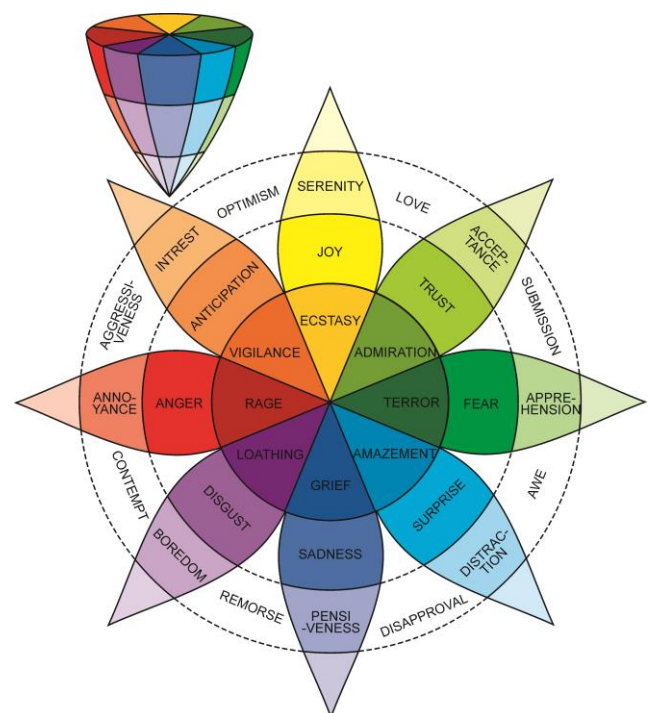 OPTIMISM
SERENITY
LOVE
INTREST
JOY
ACCEP-
TANCE
ANTICIPATION
TRUST
AGGRESSI-
VENESS
ECSTASY
SUBMISSION
VIGILANCE
ADMIRATION
ANNO-
YANCE
ANGER
RAGE
TERROR
FEAR
APPRE-
HENSION
LOATHING
AMAZEMENT
GRIEF
CONTEMPT
DISGUST
SURPRISE
AWE
BOREDOM
SADNESS
DISTRAC-
TION
REMORSE
PENSI
-VENESS
DISAPPROVAL